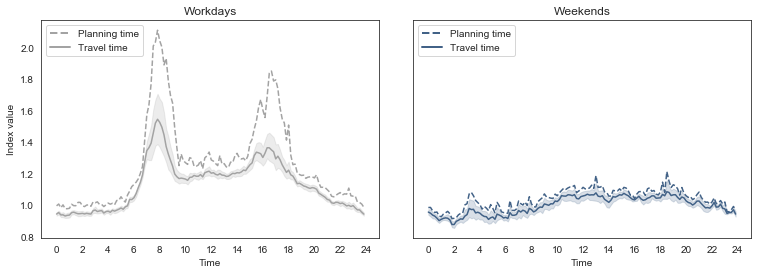 Workdays
Planning time
Travel time
Index value
2.0
1.8
1.6
1.4
1.2
1.0
0.8
0 2 4 6 8 10 12 14 16 18 20 22 24
Time
Weekends
Planning time
Travel time
0 2 4 6 8 10 12 14 16 18 20 22 24
Time